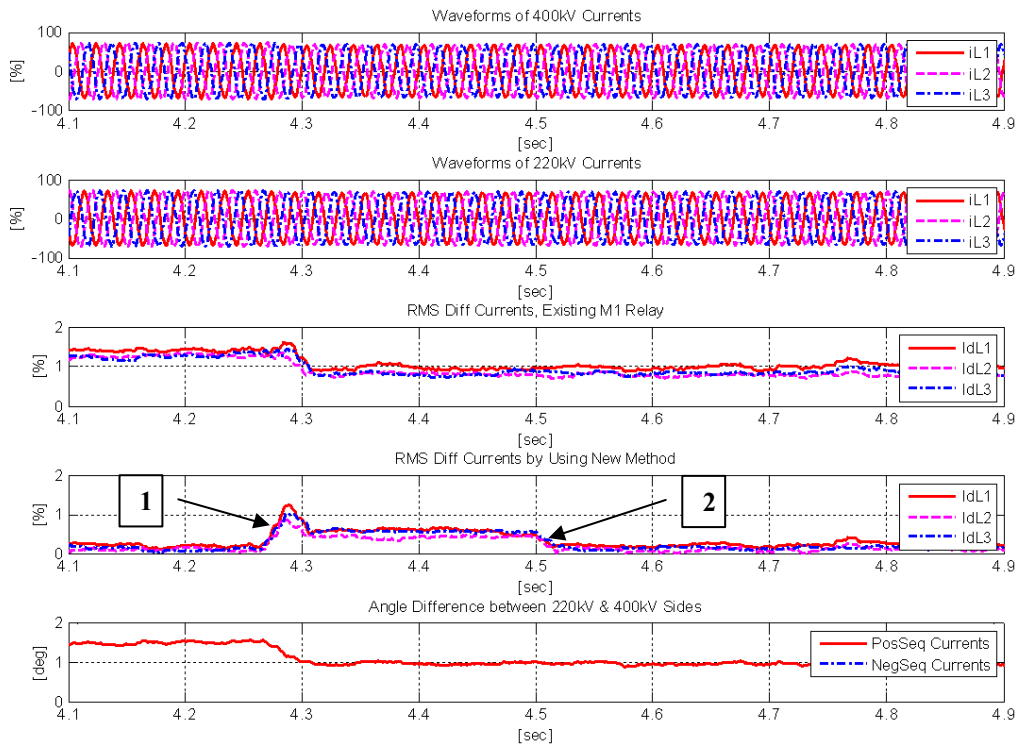 Waveforms of 400kV Currents
[%]
100
0
-100
iL1
iL2
iL3
4.1 4.2 4.3 4.4 4.5 4.6 4.7 4.8 4.9
[sec]
Waveforms of 220kV Currents
[%]
100
0
-100
iL1
iL2
iL3
4.1 4.2 4.3 4.4 4.5 4.6 4.7 4.8 4.9
[sec]
RMS Diff Currents, Existing M1 Relay
[%]
2
1
0
IdL1
IdL2
IdL3
4.1 4.2 4.3 4.4 4.5 4.6 4.7 4.8 4.9
[sec]
RMS Diff Currents by Using New Method
[%]
2
1
0
1
2
IdL1
IdL2
IdL3
4.1 4.2 4.3 4.4 4.5 4.6 4.7 4.8 4.9
[sec]
Angle Difference between 220kV & 400kV Sides
[deg]
2
1
0
PosSeq Currents
NegSeq Currents
4.1 4.2 4.3 4.4 4.5 4.6 4.7 4.8 4.9
[sec]